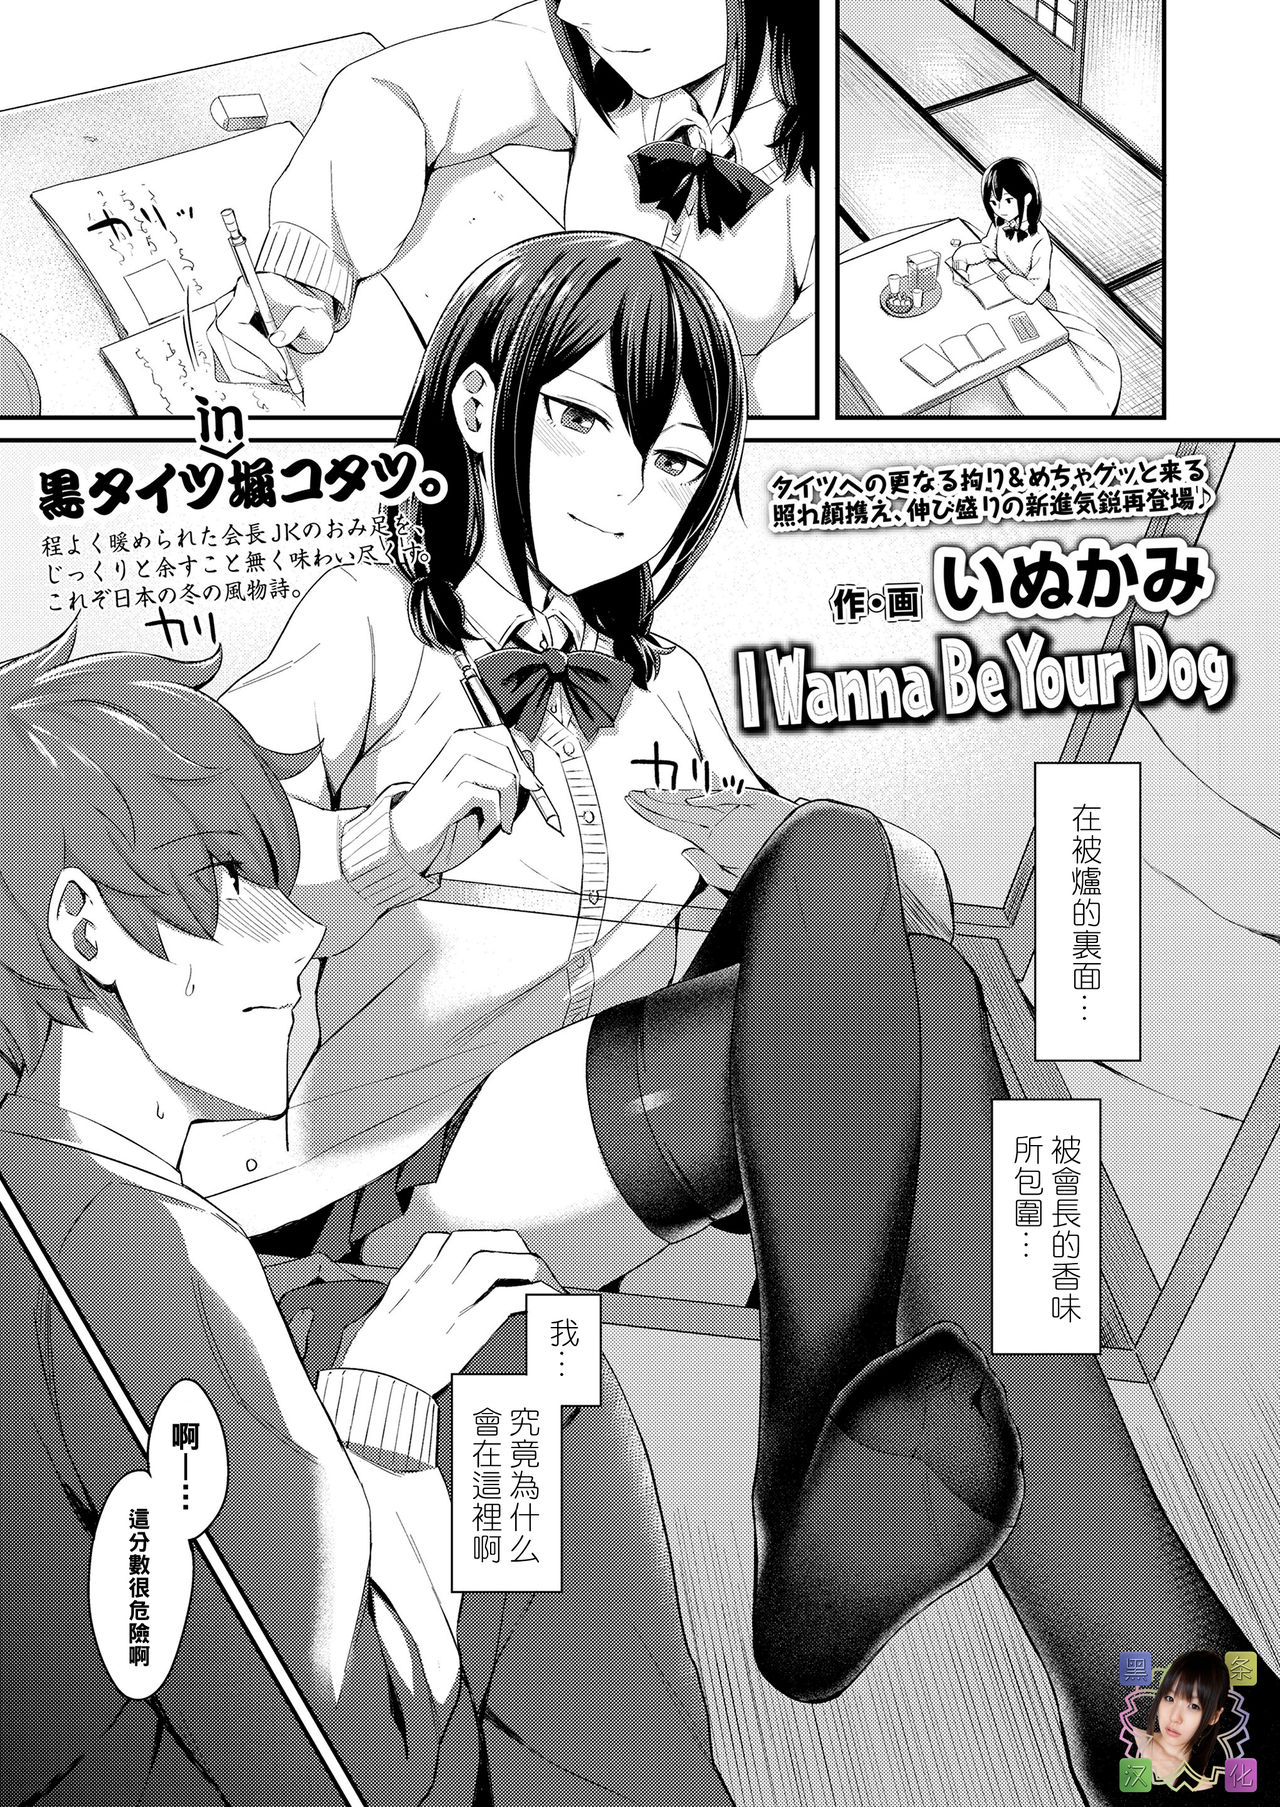 カリッ
黒タイツin堀コタツ。
程よく暖められた会長JKのおみ足を、
じっくりと余すこと無く味わい尽くす。
これぞ日本の冬の風物詩。
タイツへの更なる拘り&めちゃグッと来る
照れ顔携え、伸び盛りの新進気鋭再登場♪
作・画 いぬかみ
I Wanna Be Your Dog
カリ
カリッ
在被爐的裏面…
被會長的香味
所包圍…
我…
究竟為什么
會在這裡啊
啊—…
這分數很危險啊
黑
条
汉
化